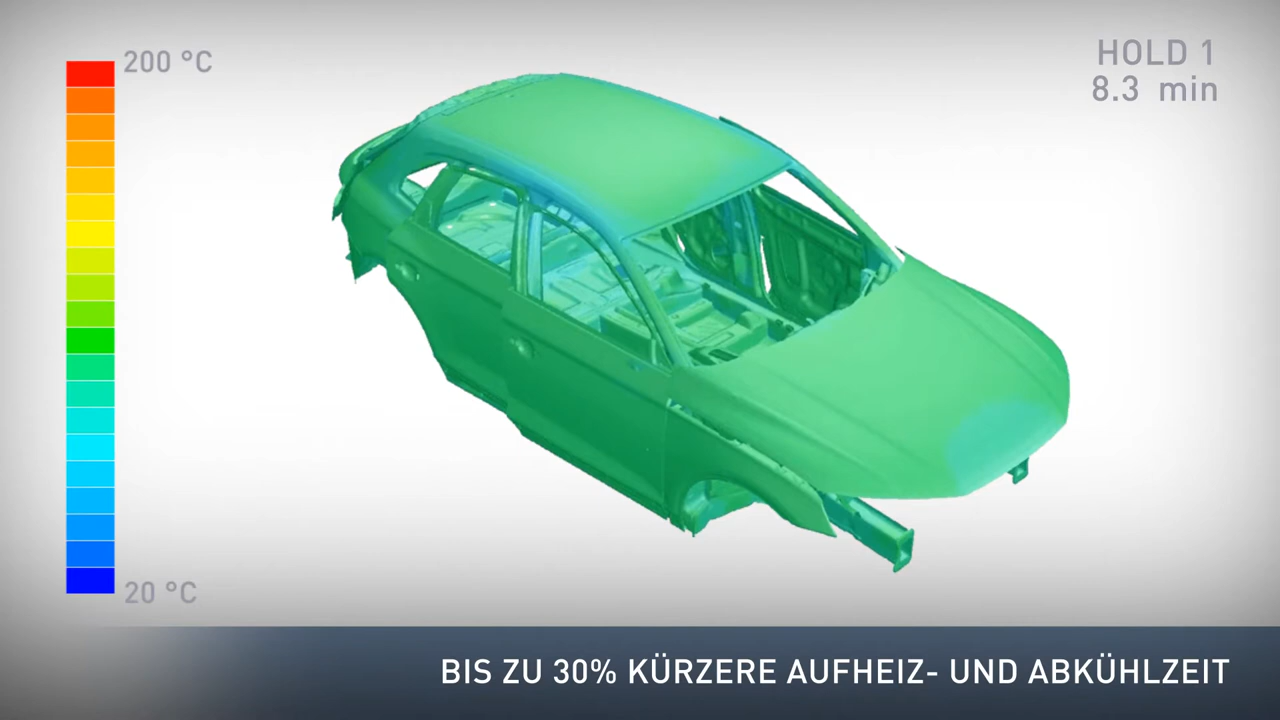 200 °C
HOLD 1
8.3 min
20 °C
BIS ZU 30% KÜRZERE AUFHEIZ- UND ABKÜHLZEIT